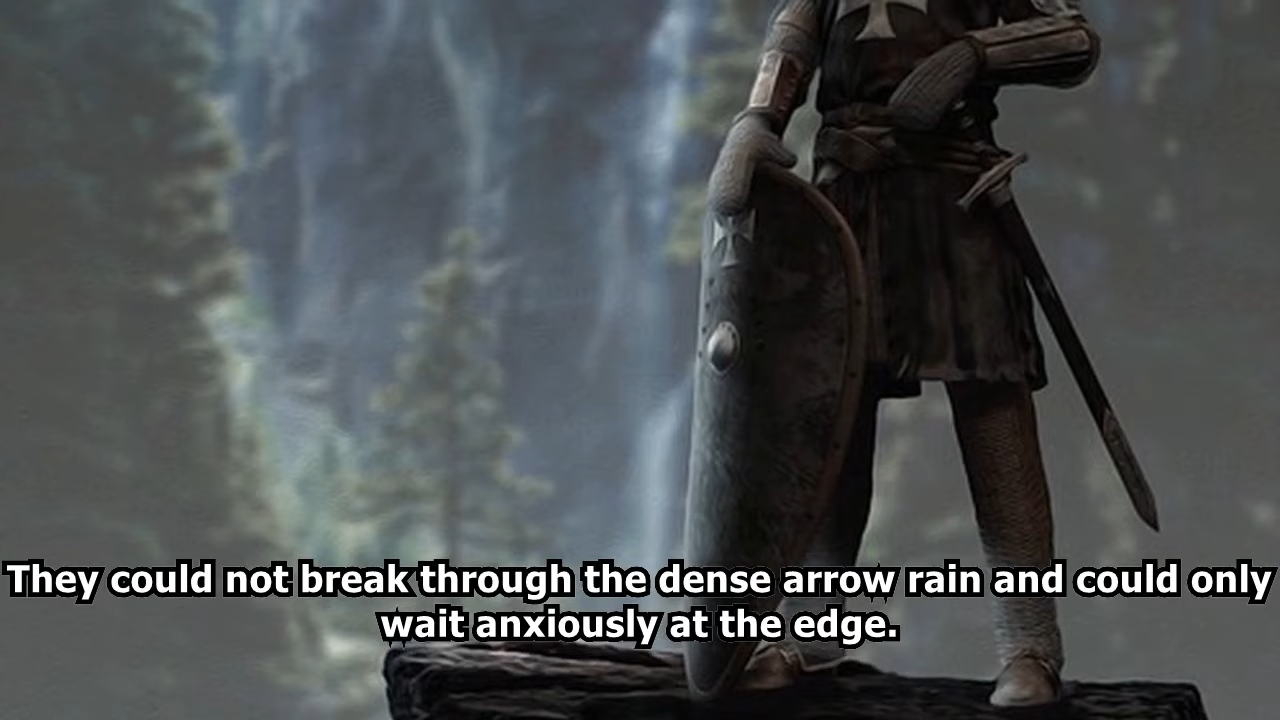 They could not break through the dense arrow rain and could only
wait anxiously at the edge.